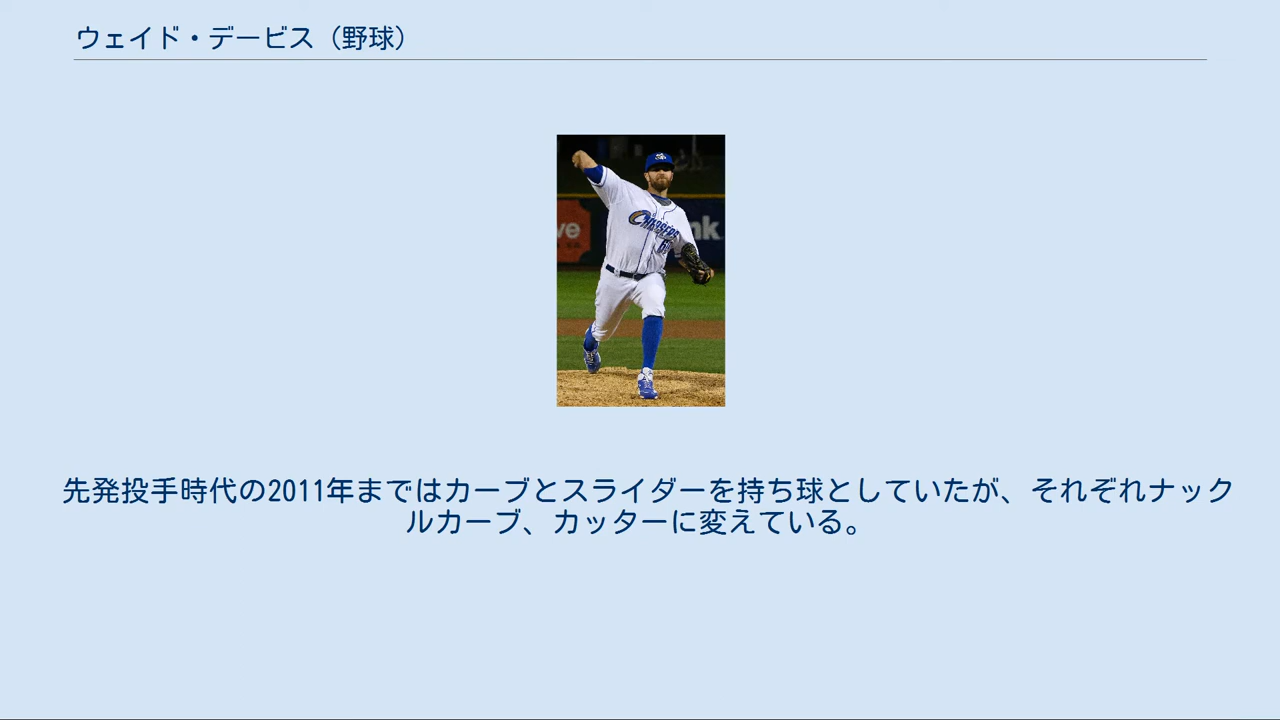 ウェイド・デービス（野球）
ve
nk
CHASERS
先発投手時代の2011年まではカーブとスライダーを持ち球としていたが、それぞれナック
ルカーブ、カッターに変えている。